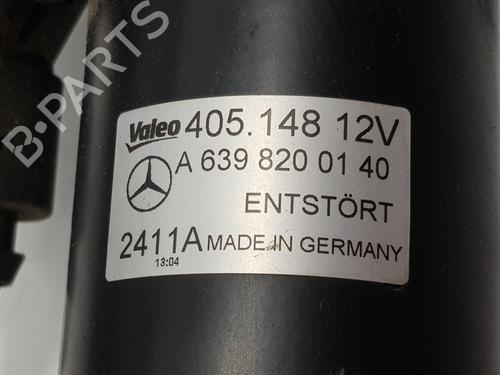 B-PARTS
Valeo 405.148 12V
A 639 820 01 40
ENTSTÖRT
2411A MADE IN GERMANY
13:04